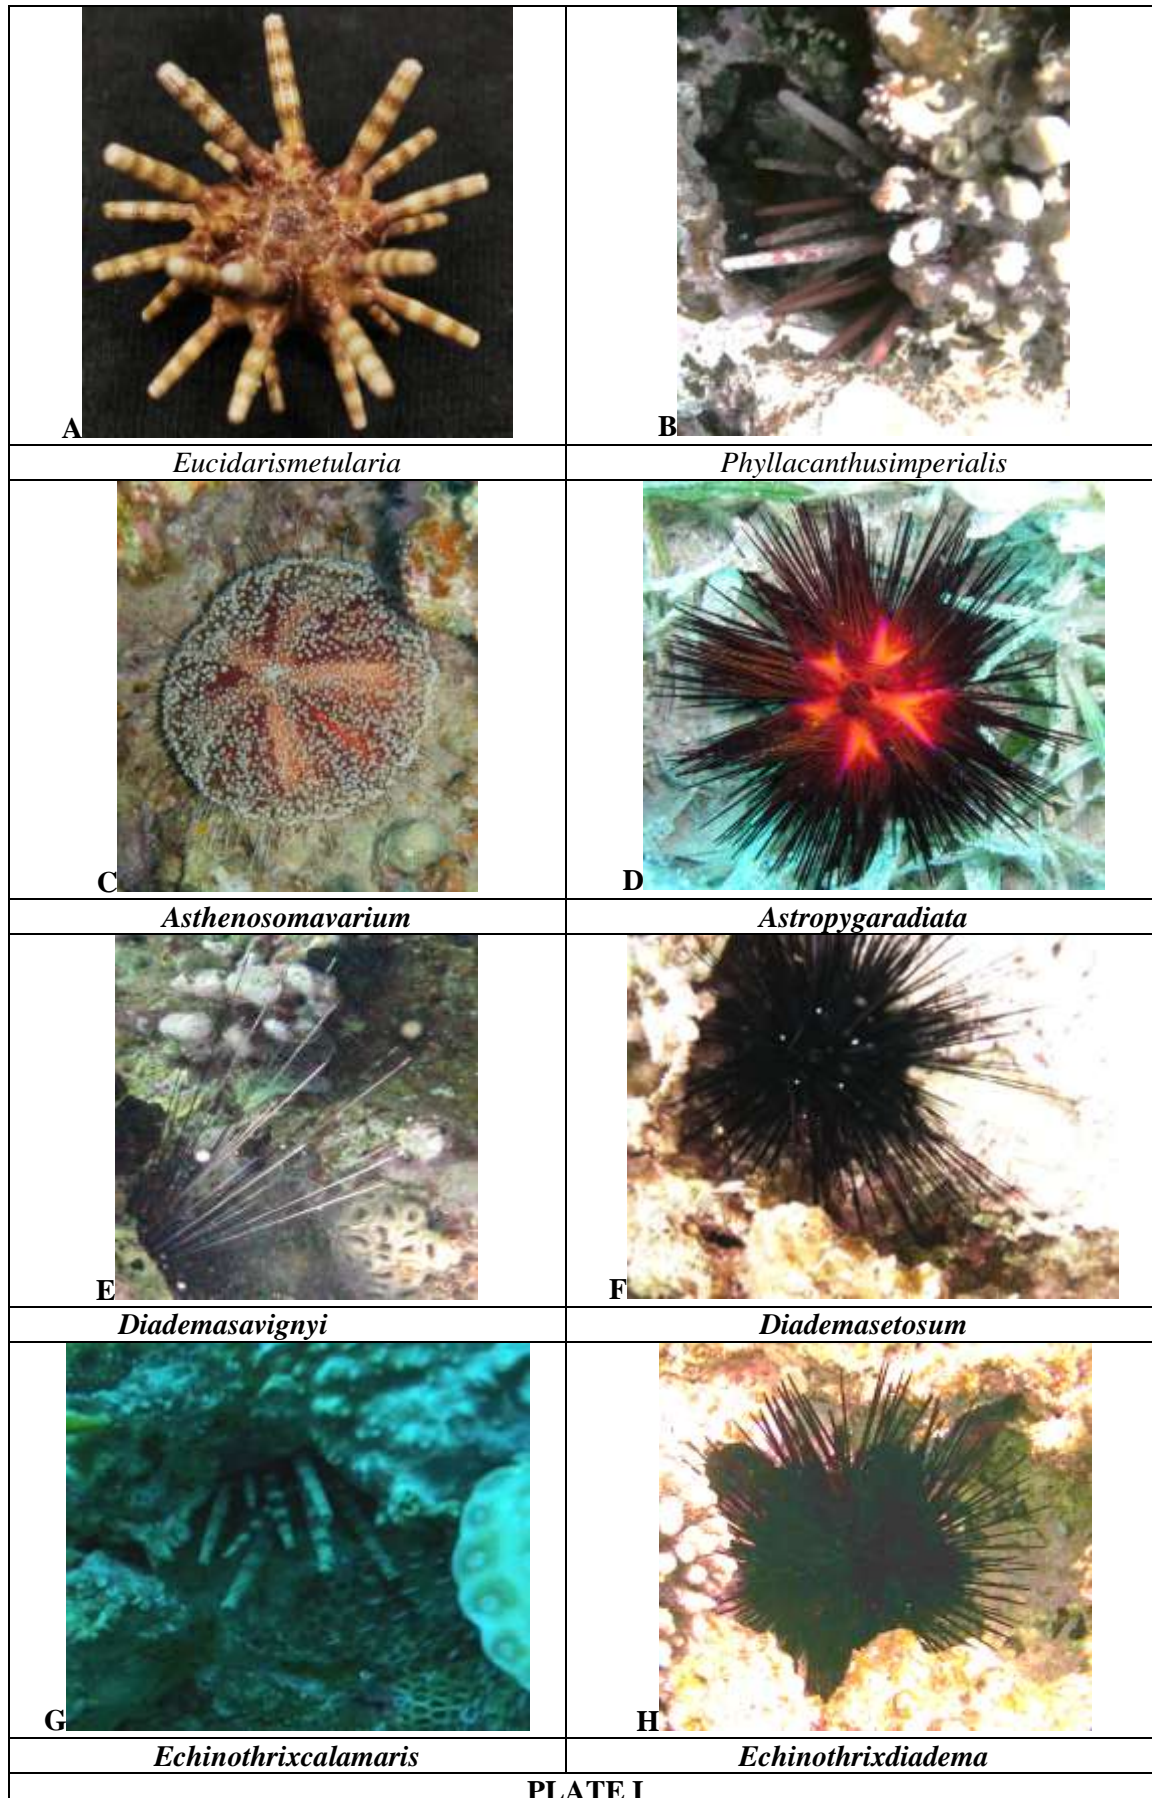 A
B
Eucidarismetularia
Phyllacanthusimperialis
C
D
Asthenosomavarium
Astropygaradiata
E
F
Diademasavignyi
Diademasetosum
G
H
Echinothrixcalamaris
Echinothrixdiadema
PLATE I